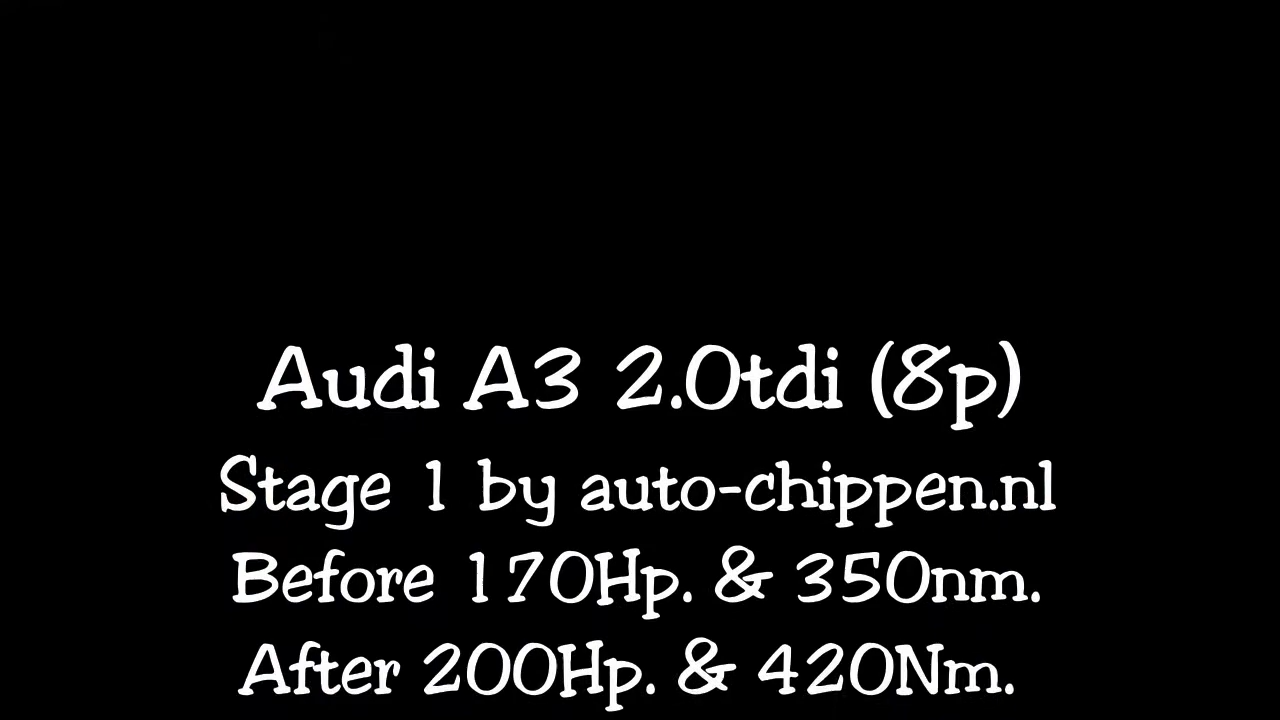 Audi A3 2.0tdi (8p)
Stage 1 by auto-chippen.nl
Before 170Hp. & 350nm.
After 200Hp. & 420Nm.